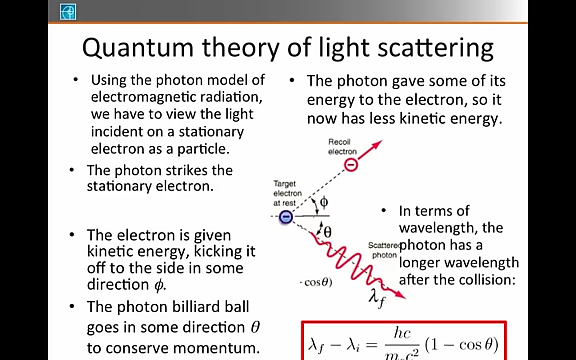 Quantum theory of light scattering
• Using the photon model of
electromagnetic radiation,
we have to view the light
incident on a stationary
electron as a particle.
• The photon strikes the
stationary electron.
• The electron is given
kinetic energy, kicking it
off to the side in some
direction ϕ.
• The photon billiard ball
goes in some direction θ
to conserve momentum.
• The photon gave some of its
energy to the electron, so it
now has less kinetic energy.
Recoil
electron
Target
electron
at rest
ϕ
θ
Scattered
photon
- cosθ)
λ_f
• In terms of
wavelength, the
photon has a
longer wavelength
after the collision:
λ_f − λ_i = hc / m_e c² (1 − cos θ)